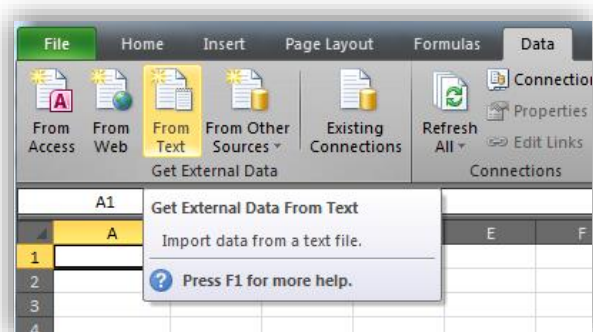 File Home Insert Page Layout Formulas Data
From Access
From Web
From Text
From Other Sources
Existing Connections
Refresh All
Connection
Properties
Edit Links
Get External Data
Connections
A1
Get External Data From Text
Import data from a text file.
Press F1 for more help.
A E F
1
2
3
4